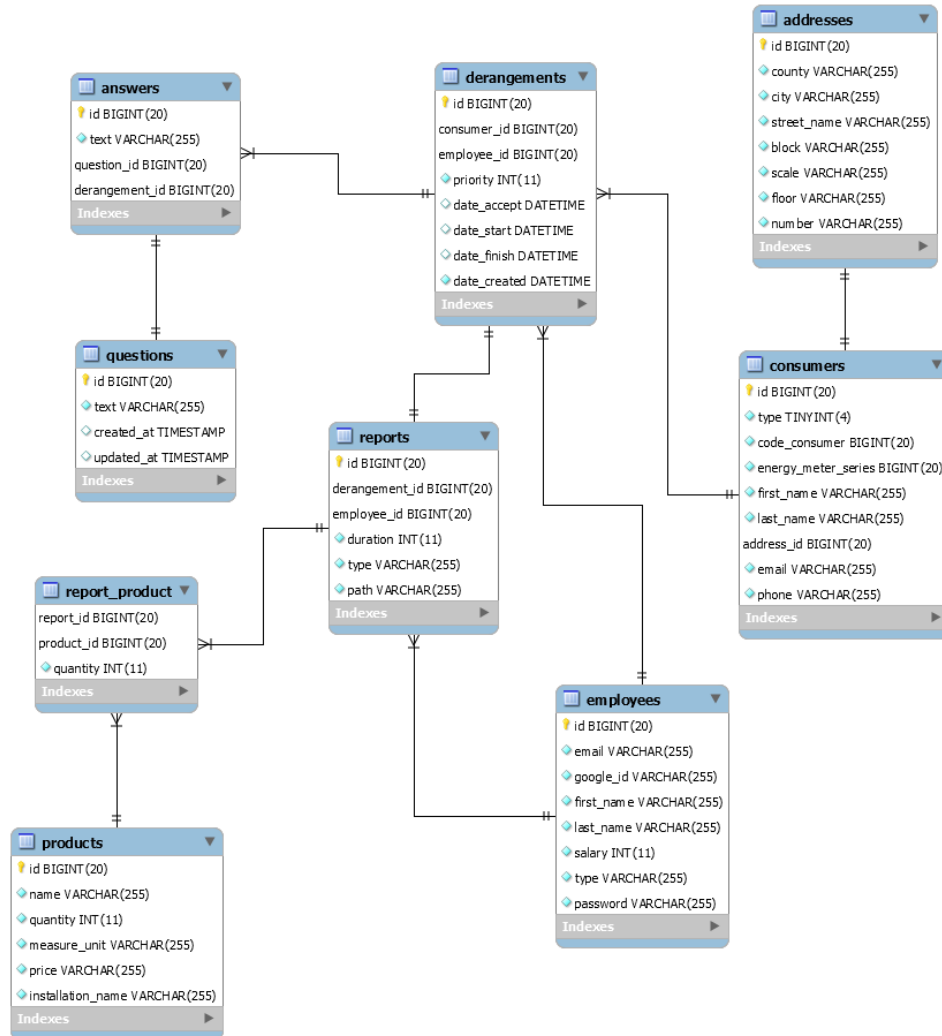 addresses
id BIGINT(20)
county VARCHAR(255)
city VARCHAR(255)
street_name VARCHAR(255)
block VARCHAR(255)
scale VARCHAR(255)
floor VARCHAR(255)
number VARCHAR(255)
Indexes
derangements
id BIGINT(20)
consumer_id BIGINT(20)
employee_id BIGINT(20)
priority INT(11)
date_accept DATETIME
date_start DATETIME
date_finish DATETIME
date_created DATETIME
Indexes
answers
id BIGINT(20)
text VARCHAR(255)
question_id BIGINT(20)
derangement_id BIGINT(20)
Indexes
questions
id BIGINT(20)
text VARCHAR(255)
created_at TIMESTAMP
updated_at TIMESTAMP
Indexes
consumers
id BIGINT(20)
type TINYINT(4)
code_consumer BIGINT(20)
energy_meter_series BIGINT(20)
first_name VARCHAR(255)
last_name VARCHAR(255)
address_id BIGINT(20)
email VARCHAR(255)
phone VARCHAR(255)
Indexes
reports
id BIGINT(20)
derangement_id BIGINT(20)
employee_id BIGINT(20)
duration INT(11)
type VARCHAR(255)
path VARCHAR(255)
Indexes
report_product
report_id BIGINT(20)
product_id BIGINT(20)
quantity INT(11)
Indexes
employees
id BIGINT(20)
email VARCHAR(255)
google_id VARCHAR(255)
first_name VARCHAR(255)
last_name VARCHAR(255)
salary INT(11)
type VARCHAR(255)
password VARCHAR(255)
Indexes
products
id BIGINT(20)
name VARCHAR(255)
quantity INT(11)
measure_unit VARCHAR(255)
price VARCHAR(255)
installation_name VARCHAR(255)
Indexes